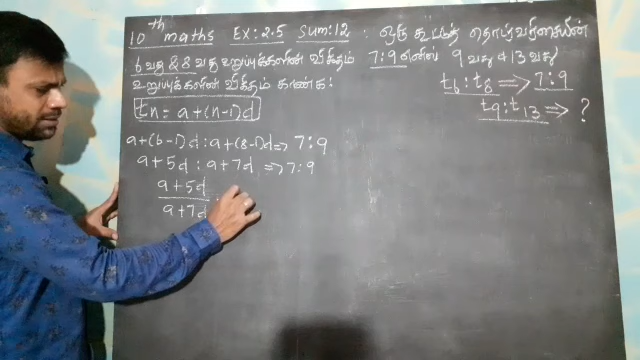 10th maths EX: 2.5 Sum: 12 : ஒரு கூட்டுத் தொடர்வரிசையின்
6 வது & 8 வது உறுப்புக்களின் விகிதம் 7:9 எனில் 9 வது & 13 வது
உறுப்புக்களின் விகிதம் காண்க!
t6 : t8 ⇒ 7:9
t9 : t13 ⇒ ?
tn = a+(n-1)d
a+(6-1)d : a+(8-1)d ⇒ 7:9
a+5d : a+7d ⇒ 7:9
a+5d
a+7d